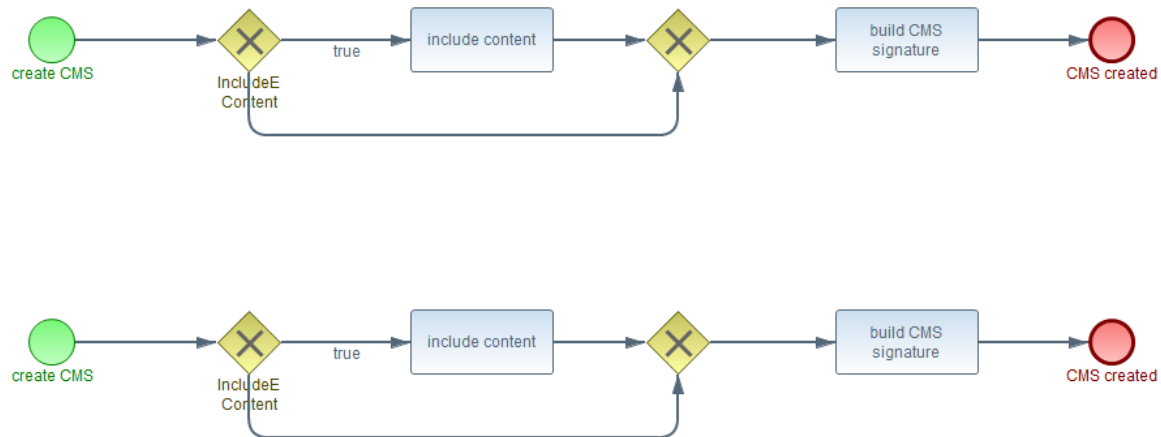 include content
build CMS
signature
true
create CMS
CMS created
IncludeE
Content
include content
build CMS
signature
true
create CMS
CMS created
IncludeE
Content